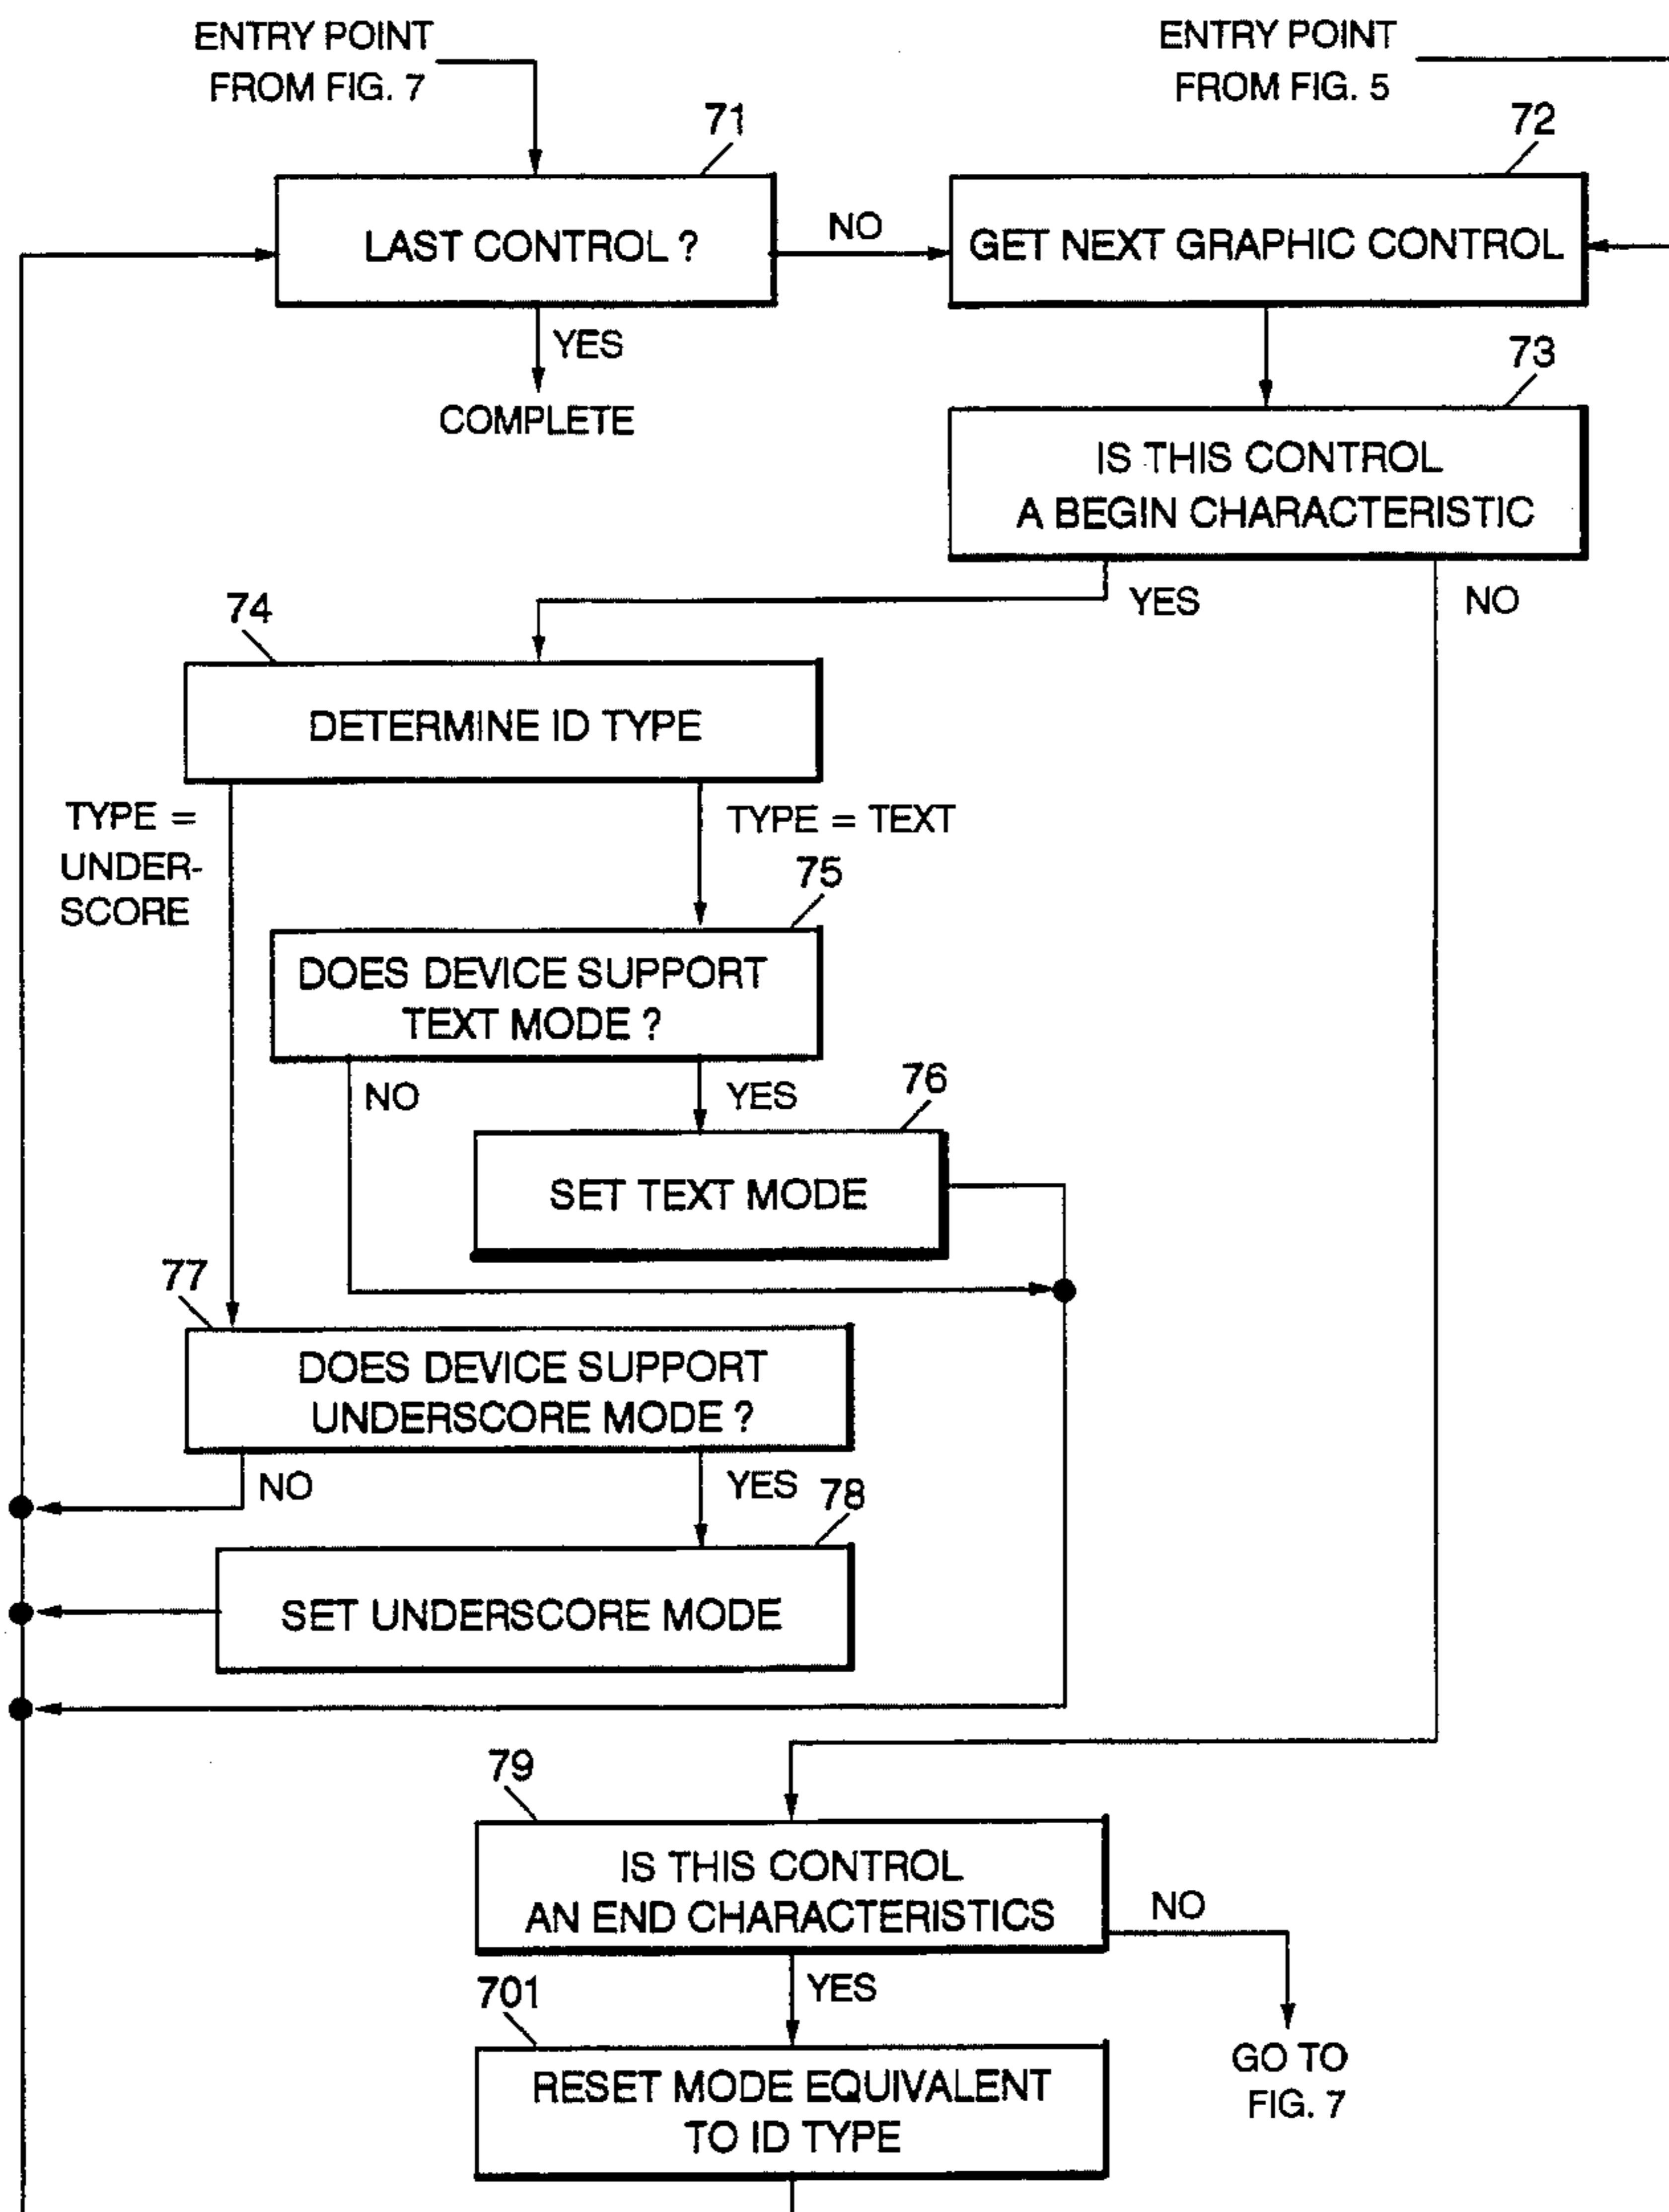 ENTRY POINT
FROM FIG. 7
ENTRY POINT
FROM FIG. 5
71
72
LAST CONTROL ?
NO
GET NEXT GRAPHIC CONTROL
YES
COMPLETE
73
IS THIS CONTROL
A BEGIN CHARACTERISTIC
YES
NO
74
DETERMINE ID TYPE
TYPE =
UNDER-
SCORE
TYPE = TEXT
75
DOES DEVICE SUPPORT
TEXT MODE ?
NO
YES
76
SET TEXT MODE
77
DOES DEVICE SUPPORT
UNDERSCORE MODE ?
NO
YES
78
SET UNDERSCORE MODE
79
IS THIS CONTROL
AN END CHARACTERISTICS
NO
YES
701
GO TO
FIG. 7
RESET MODE EQUIVALENT
TO ID TYPE